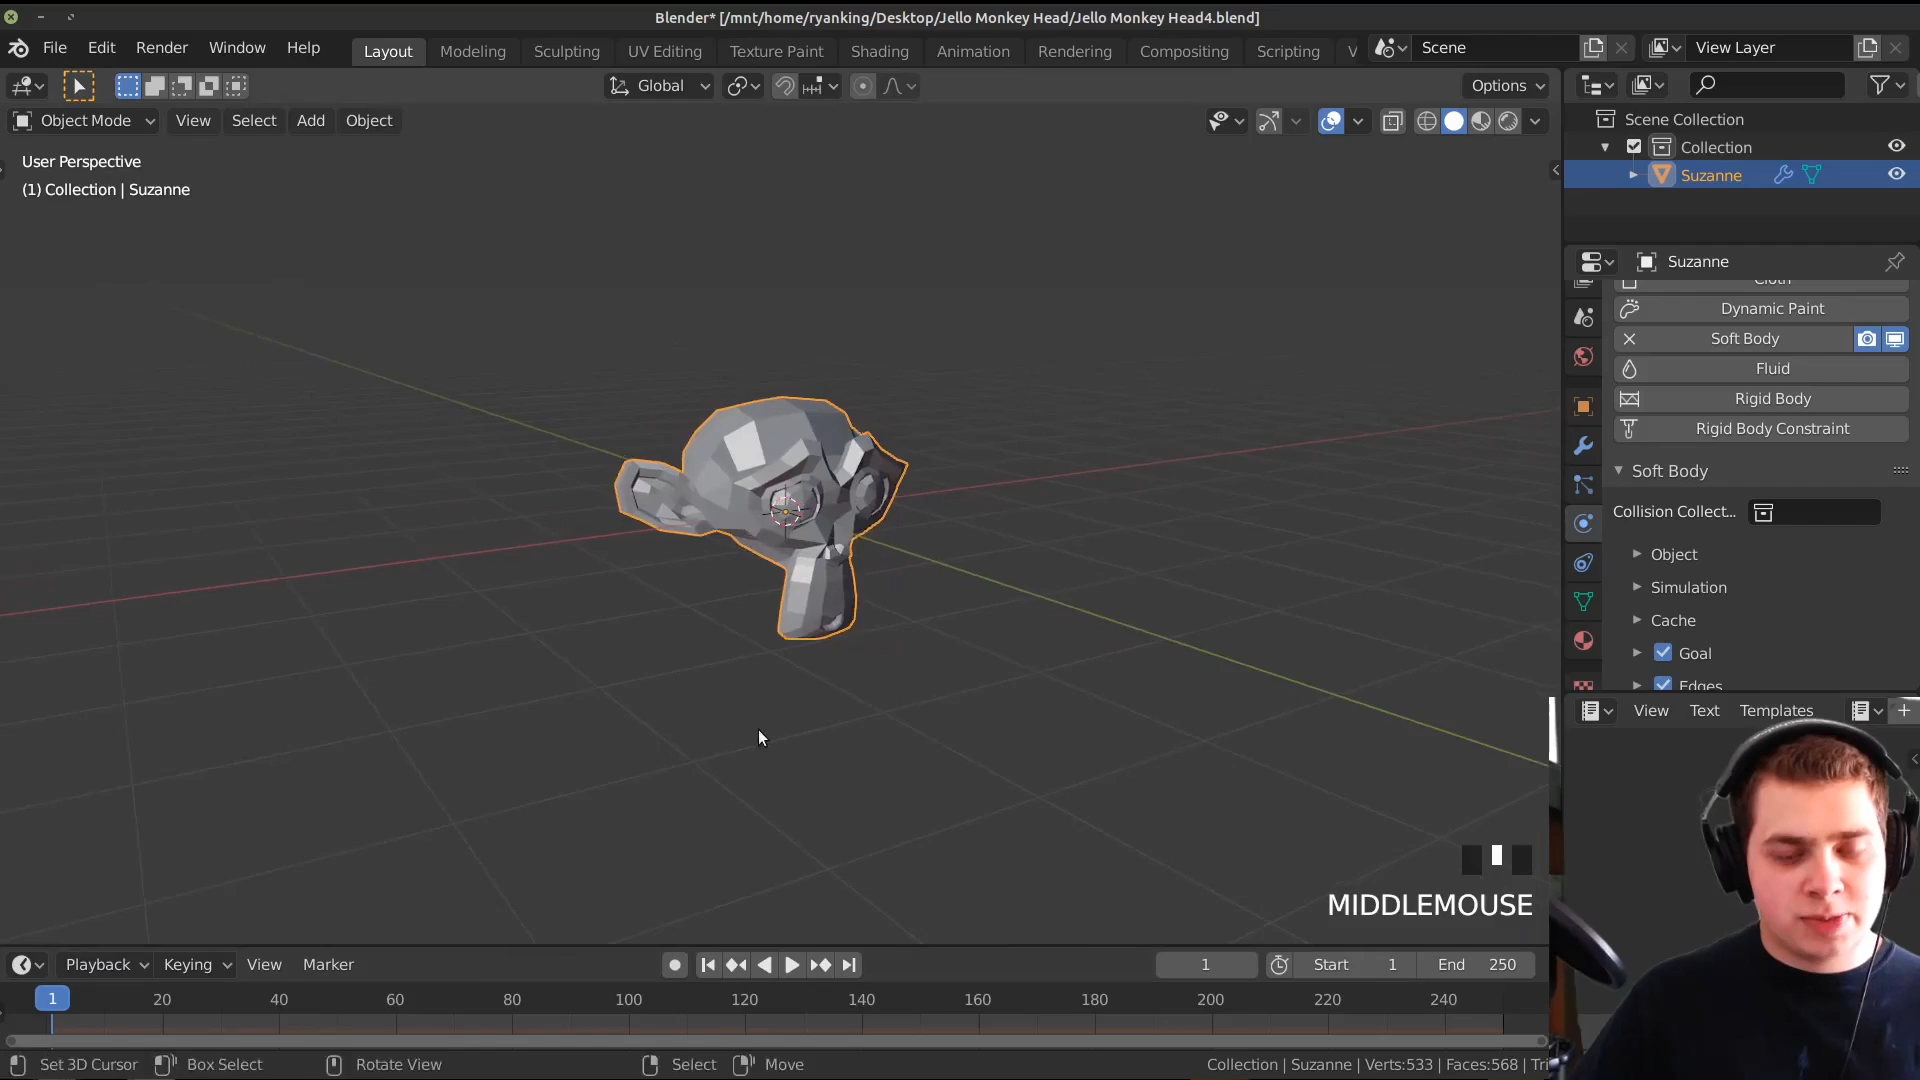 Blender* [/mnt/home/ryanking/Desktop/Jello Monkey Head/Jello Monkey Head4.blend]
File Edit Render Window Help Layout Modeling Sculpting UV Editing Texture Paint Shading Animation Rendering Compositing Scripting V Scene View Layer
Global Options
Object Mode View Select Add Object
User Perspective
(1) Collection | Suzanne
Scene Collection
Collection
Suzanne
Suzanne
Cloth
Dynamic Paint
Soft Body
Fluid
Rigid Body
Rigid Body Constraint
Soft Body
Collision Collect...
Object
Simulation
Cache
Goal
Edges
View Text Templates
MIDDLEMOUSE
Playback Keying View Marker 1 Start 1 End 250
1 20 40 60 80 100 120 140 160 180 200 220 240
Set 3D Cursor Box Select Rotate View Select Move Collection | Suzanne | Verts:533 | Faces:568 | Tri